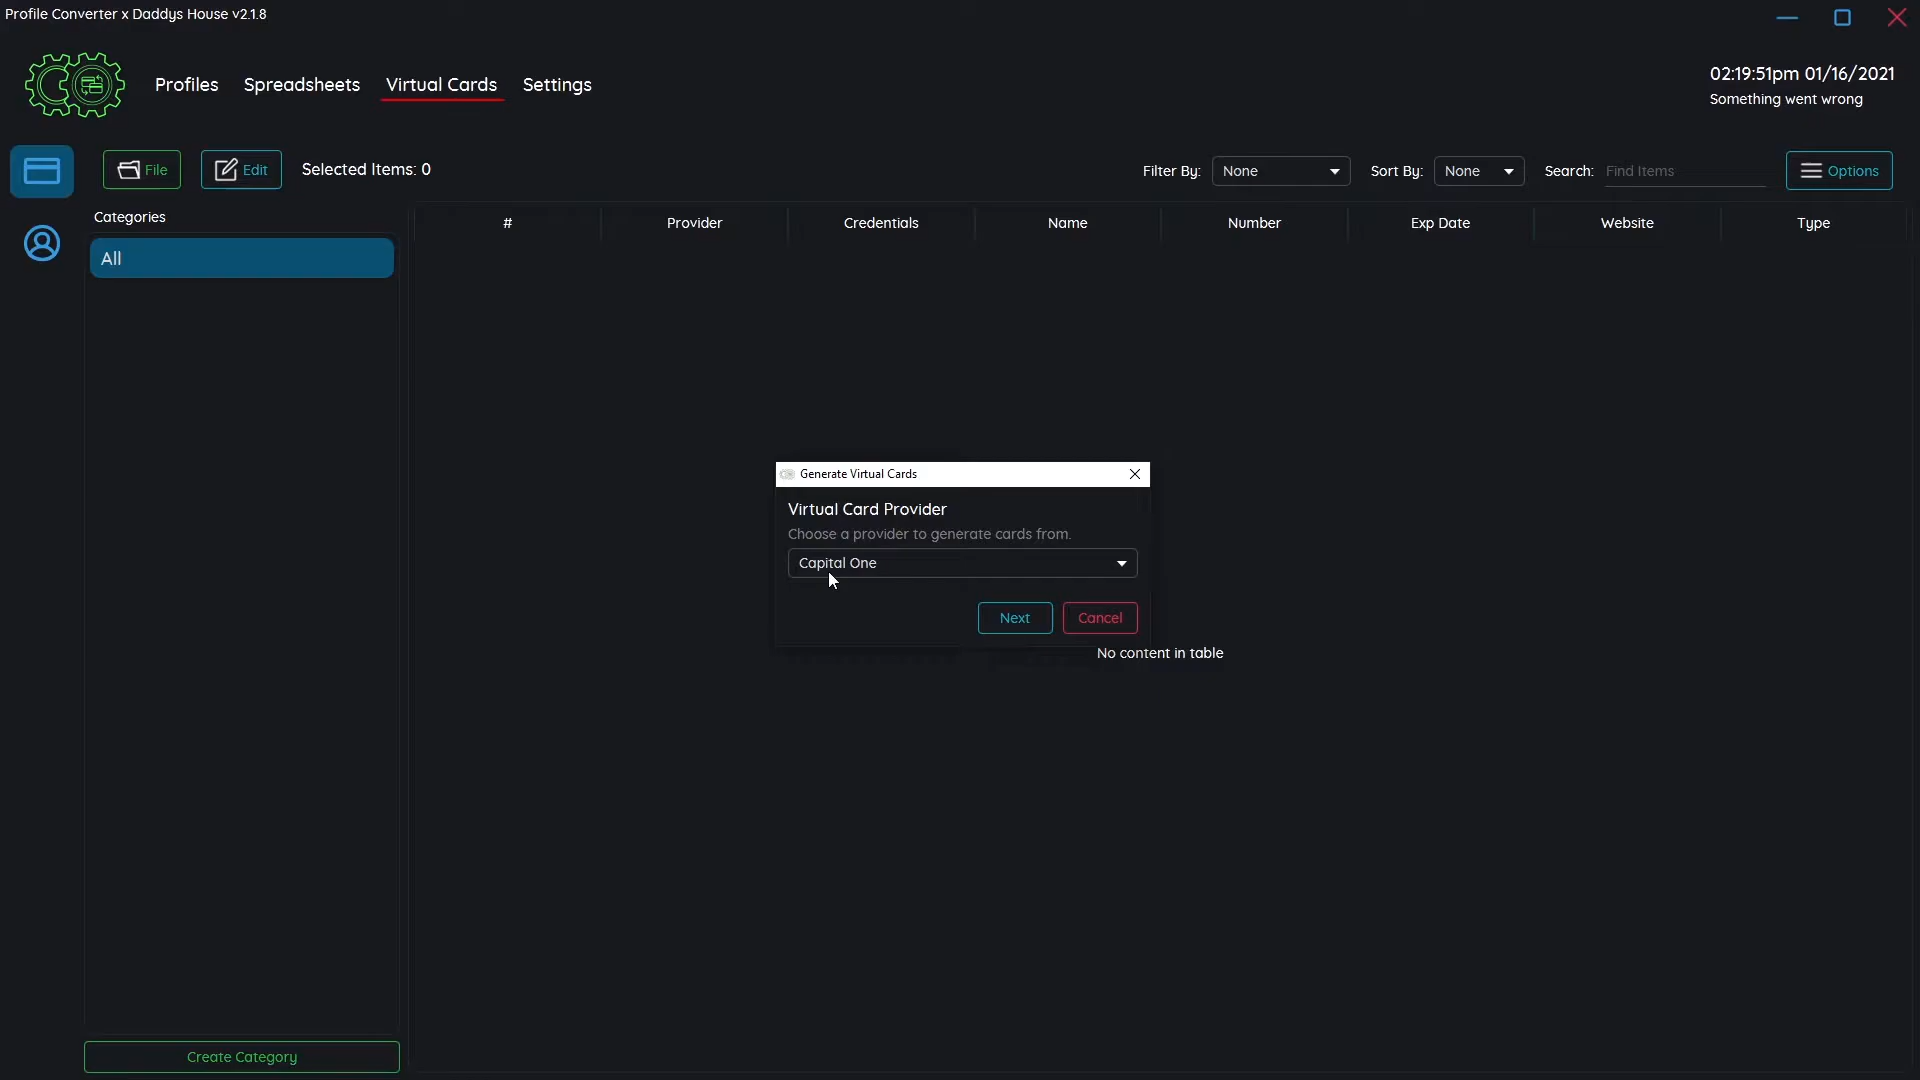 Profile Converter x Daddys House v2.1.8
Profiles
Spreadsheets
Virtual Cards
Settings
02:19:51pm 01/16/2021
Something went wrong
File
Edit
Selected Items: 0
Filter By:
None
Sort By:
None
Search:
Find Items
Options
Categories
All
#
Provider
Credentials
Name
Number
Exp Date
Website
Type
Generate Virtual Cards
Virtual Card Provider
Choose a provider to generate cards from.
Capital One
Next
Cancel
No content in table
Create Category